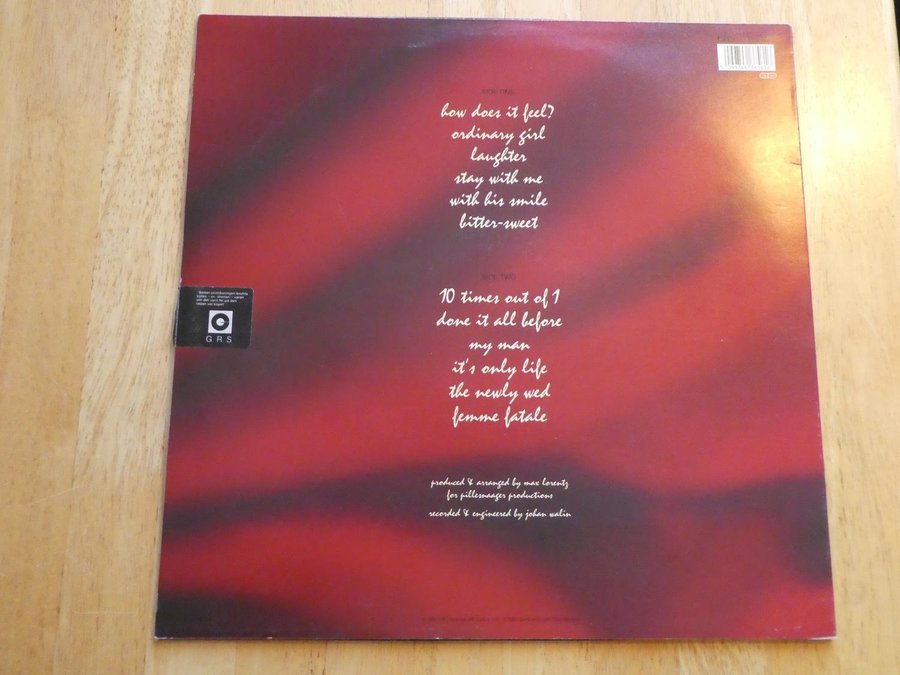 SIDE ONE
how does it feel?
ordinary girl
laughter
stay with me
with his smile
bitter-sweet
SIDE TWO
10 times out of 1
done it all before
my man
it's only life
the newly wed
femme fatale
GRS
produced & arranged by max lorentz
for pillesnaager productions
recorded & engineered by johan walin